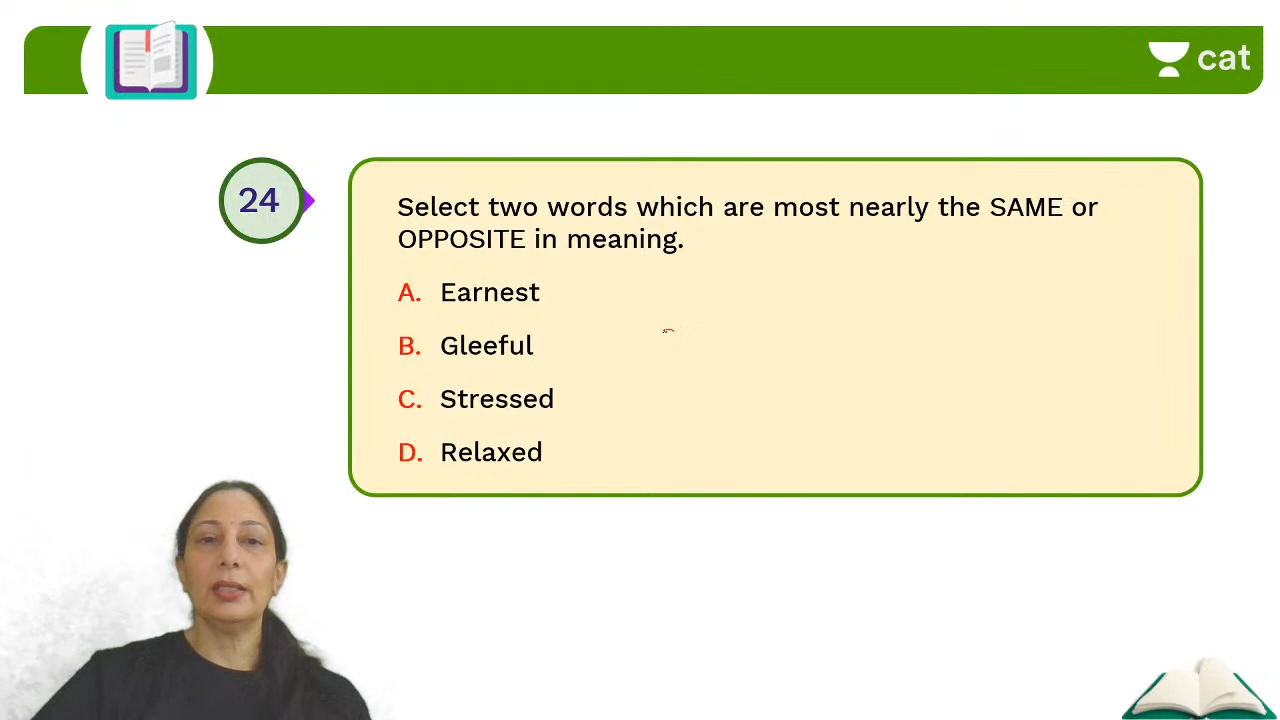 cat
24
Select two words which are most nearly the SAME or
OPPOSITE in meaning.
A. Earnest
B. Gleeful
C. Stressed
D. Relaxed